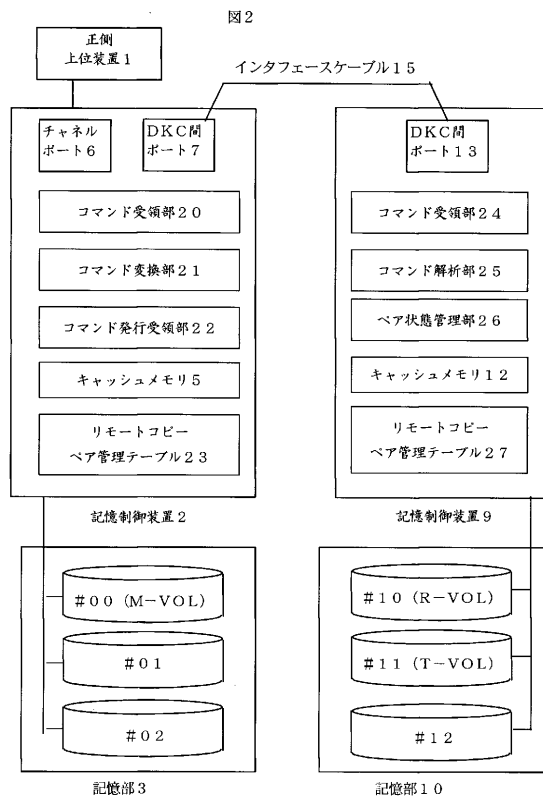 図２
正側
上位装置１
インタフェースケーブル１５
チャネル
ポート６
ＤＫＣ間
ポート７
コマンド受領部２０
コマンド変換部２１
コマンド発行受領部２２
キャッシュメモリ５
リモートコピー
ペア管理テーブル２３
記憶制御装置２
ＤＫＣ間
ポート１３
コマンド受領部２４
コマンド解析部２５
ペア状態管理部２６
キャッシュメモリ１２
リモートコピー
ペア管理テーブル２７
記憶制御装置９
＃００（Ｍ－ＶＯＬ）
＃０１
＃０２
記憶部３
＃１０（Ｒ－ＶＯＬ）
＃１１（Ｔ－ＶＯＬ）
＃１２
記憶部１０